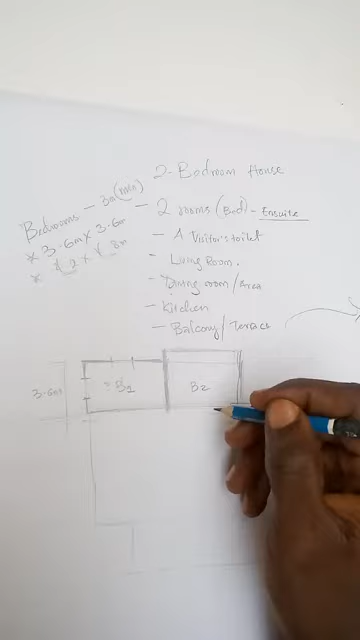 2-Bedroom House
Bedrooms - 3m (min)
* 3.6m x 3.6m
*
- 2 rooms (Bed) - Ensuite
- A Visitor's toilet
- Living Room.
- Dining room/Area
- Kitchen
- Balcony/Terrace
3.6m
B1
B2